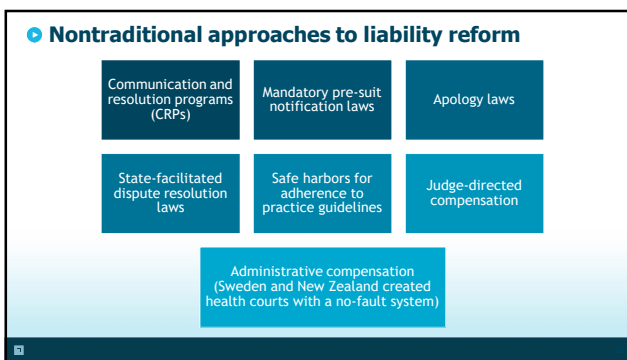 Nontraditional approaches to liability reform
Communication and
resolution programs
(CRPs)
Mandatory pre-suit
notification laws
Apology laws
State-facilitated
dispute resolution
laws
Safe harbors for
adherence to
practice guidelines
Judge-directed
compensation
Administrative compensation
(Sweden and New Zealand created
health courts with a no-fault system)